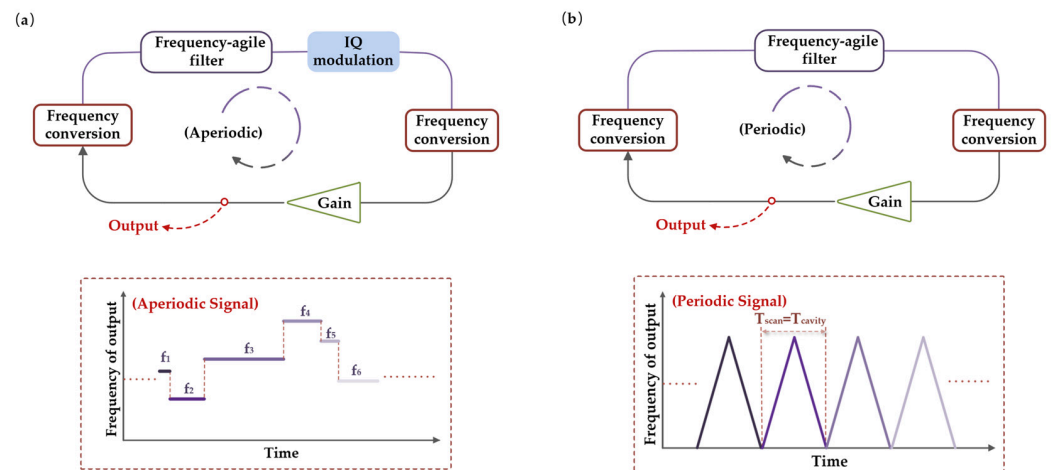 (a)
Frequency-agile
filter
IQ
modulation
Frequency
conversion
(Aperiodic)
Frequency
conversion
Gain
Output
(Aperiodic Signal)
Frequency of output
f1
f2
f3
f4
f5
f6
Time
(b)
Frequency-agile
filter
Frequency
conversion
(Periodic)
Frequency
conversion
Gain
Output
(Periodic Signal)
Tscan=Tcavity
Frequency of output
Time